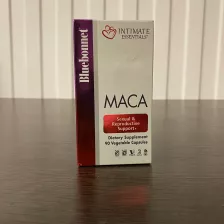 Bluebonnet
INTIMATE
ESSENTIALS
MACA
Sexual &
Reproductive
Support+
Dietary Supplement
90 Vegetable Capsules